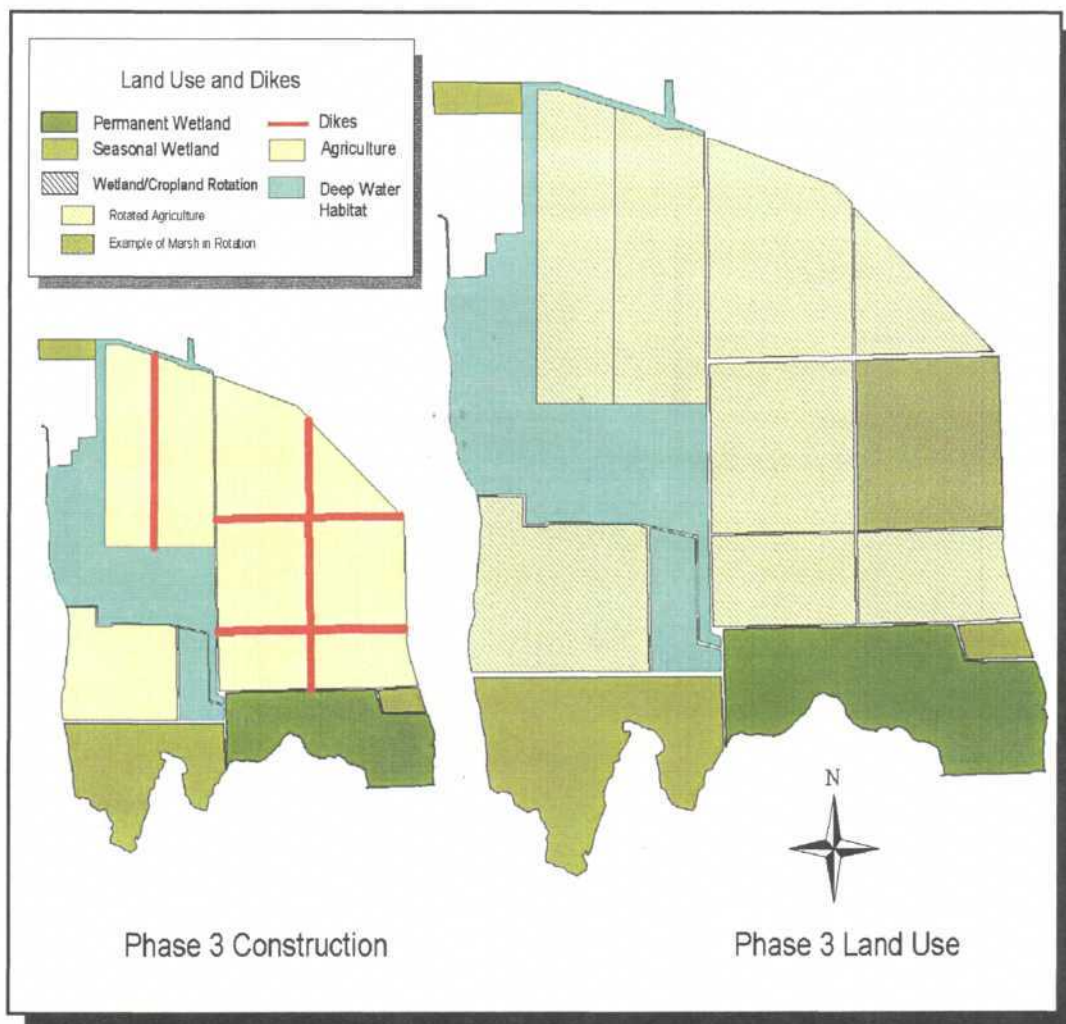 Land Use and Dikes
Permanent Wetland
Seasonal Wetland
Wetland/Cropland Rotation
Rotated Agriculture
Example of Marsh in Rotation
Dikes
Agriculture
Deep Water
Habitat
N
Phase 3 Construction
Phase 3 Land Use